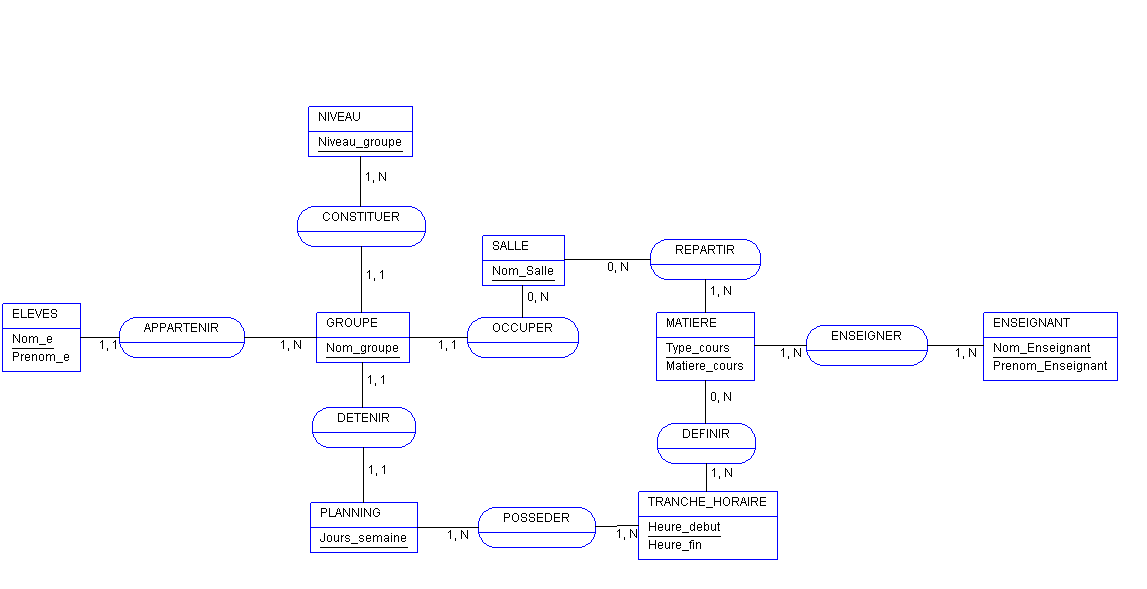 NIVEAU
Niveau_groupe
1, N
CONSTITUER
1, 1
SALLE
Nom_Salle
0, N
REPARTIR
0, N
1, N
ELEVES
Nom_e
Prenom_e
1, 1
APPARTENIR
1, N
GROUPE
Nom_groupe
1, 1
OCCUPER
MATIERE
Type_cours
Matiere_cours
1, N
ENSEIGNER
1, N
ENSEIGNANT
Nom_Enseignant
Prenom_Enseignant
1, 1
DETENIR
1, 1
0, N
DEFINIR
1, N
PLANNING
Jours_semaine
1, N
POSSEDER
1, N
TRANCHE_HORAIRE
Heure_debut
Heure_fin